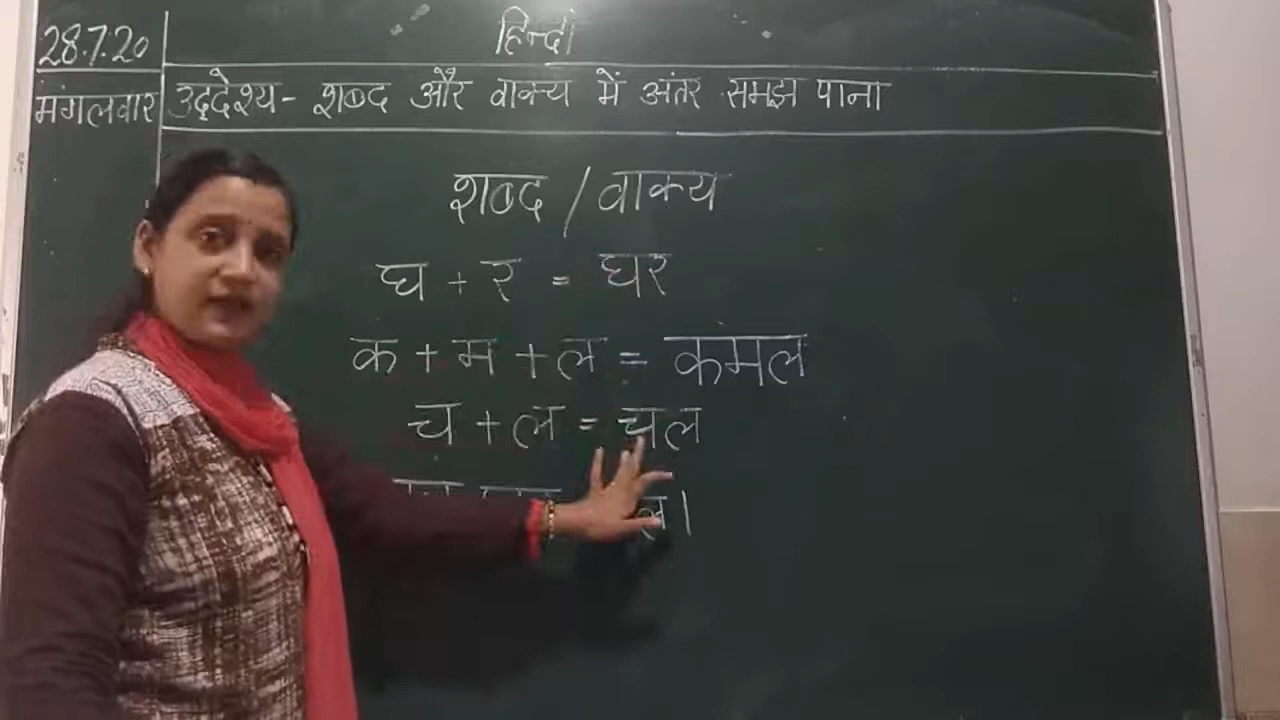 28.7.20
हिन्दी
मंगलवार
उद्देश्य- शब्द और वाक्य में अंतर समझ पाना
शब्द / वाक्य
घ + र = घर
क + म + ल = कमल
च + ल = चल